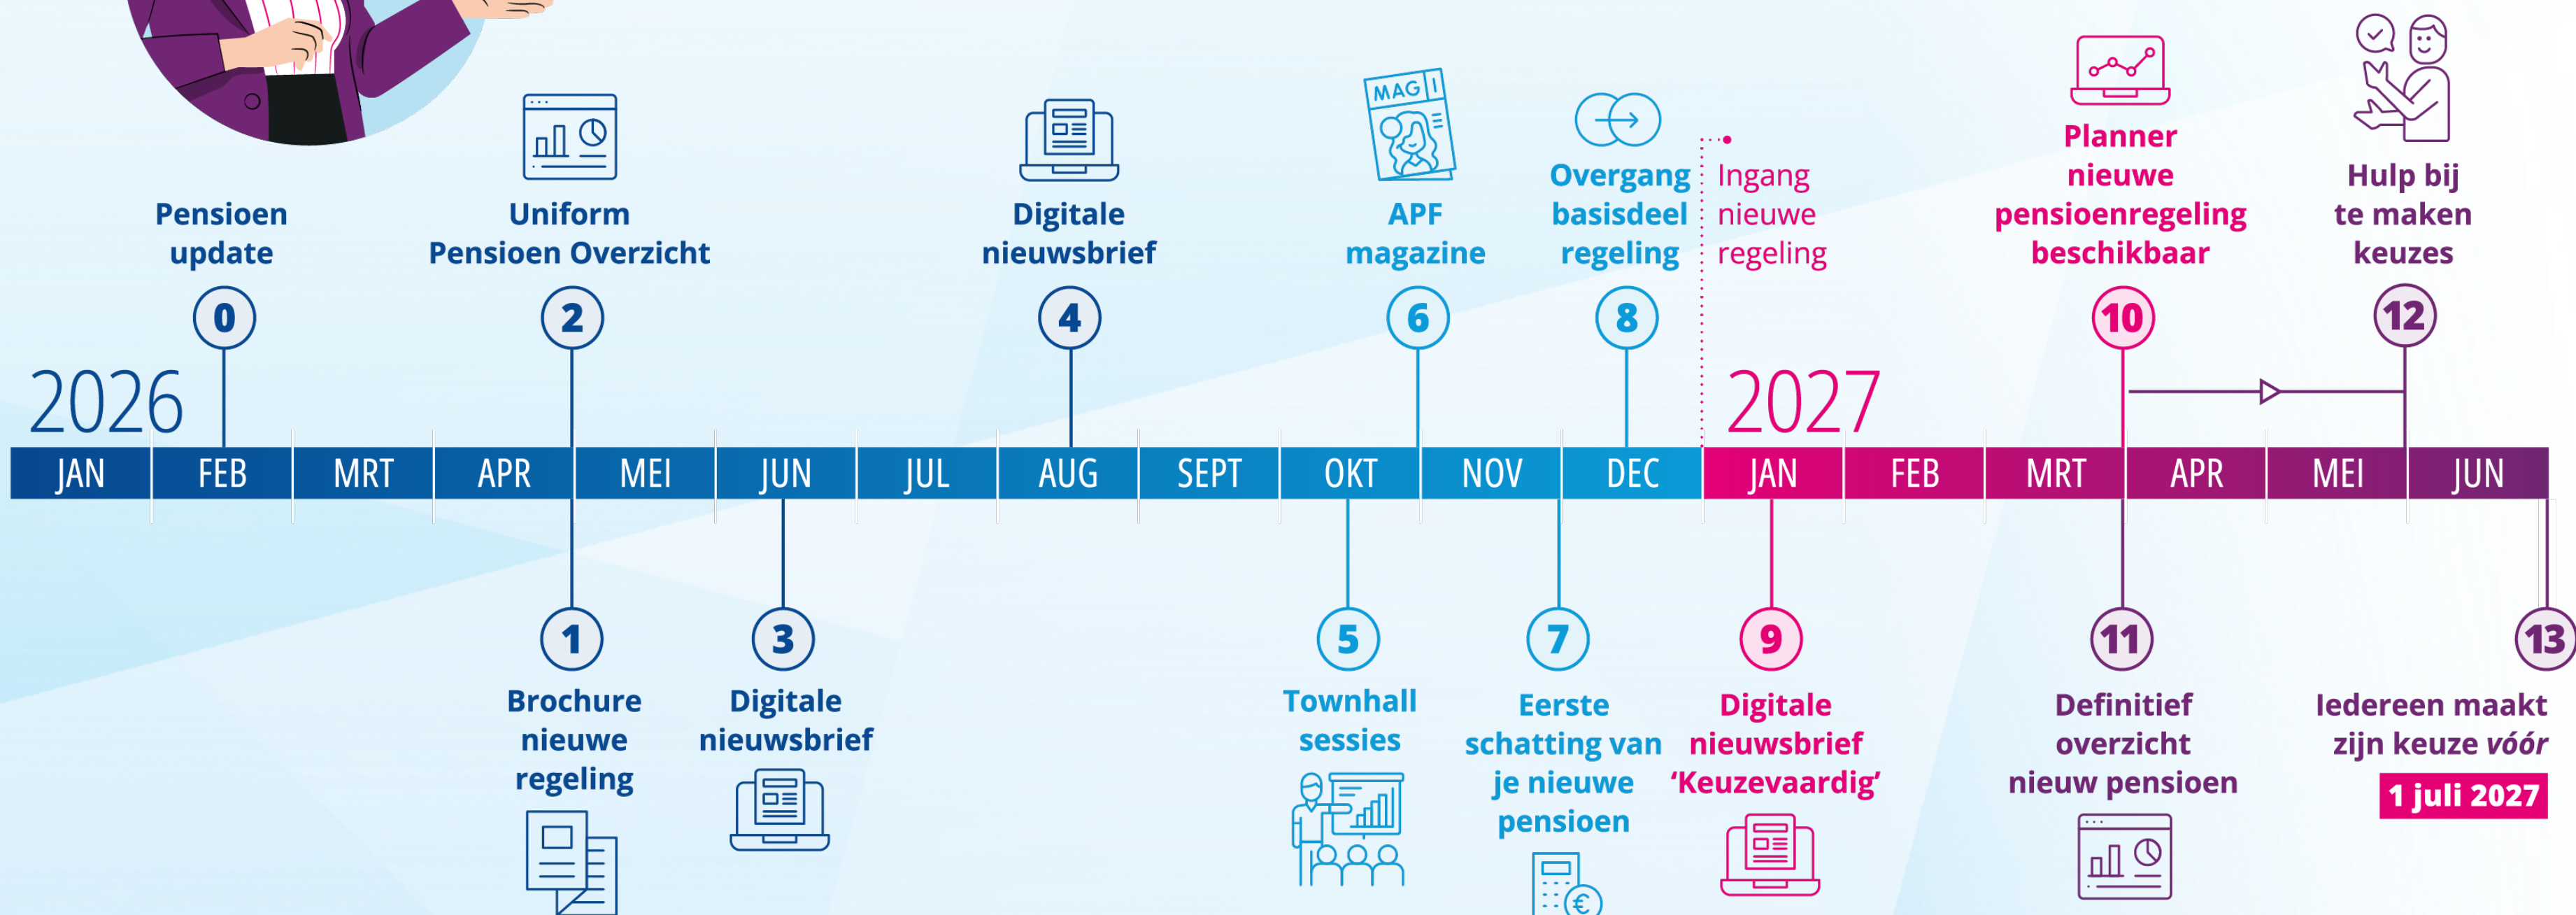 MAG
Pensioen
update
0
Uniform
Pensioen Overzicht
2
Digitale
nieuwsbrief
4
APF
magazine
6
Overgang
basisdeel
regeling
8
Ingang
nieuwe
regeling
Planner
nieuwe
pensioenregeling
beschikbaar
10
Hulp bij
te maken
keuzes
12
2026
2027
JAN FEB MRT APR MEI JUN JUL AUG SEPT OKT NOV DEC JAN FEB MRT APR MEI JUN
1
Brochure
nieuwe
regeling
3
Digitale
nieuwsbrief
5
Townhall
sessies
7
Eerste
schatting van
je nieuwe
pensioen
€
9
Digitale
nieuwsbrief
‘Keuzevaardig’
11
Definitief
overzicht
nieuw pensioen
13
Iedereen maakt
zijn keuze vóór
1 juli 2027